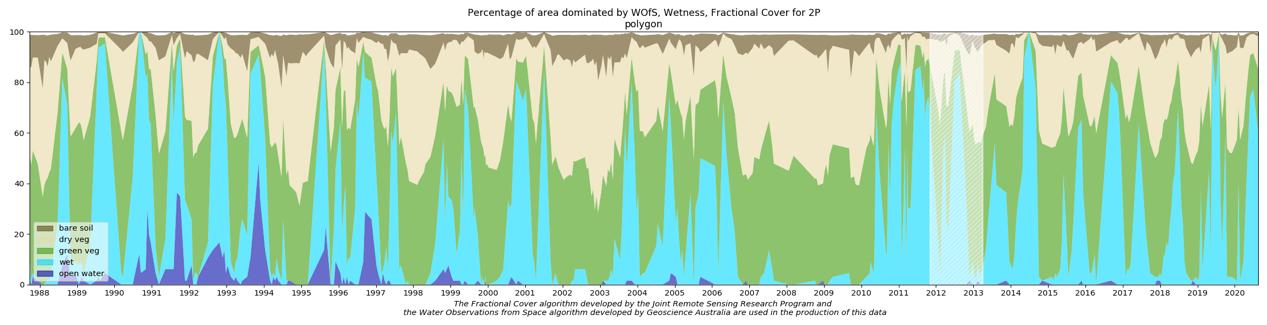 Percentage of area dominated by WOfS, Wetness, Fractional Cover for 2P
polygon
100
80
60
40
20
0
bare soil
dry veg
green veg
wet
open water
1988 1989 1990 1991 1992 1993 1994 1995 1996 1997 1998 1999 2000 2001 2002 2003 2004 2005 2006 2007 2008 2009 2010 2011 2012 2013 2014 2015 2016 2017 2018 2019 2020
The Fractional Cover algorithm developed by the Joint Remote Sensing Research Program and
the Water Observations from Space algorithm developed by Geoscience Australia are used in the production of this data